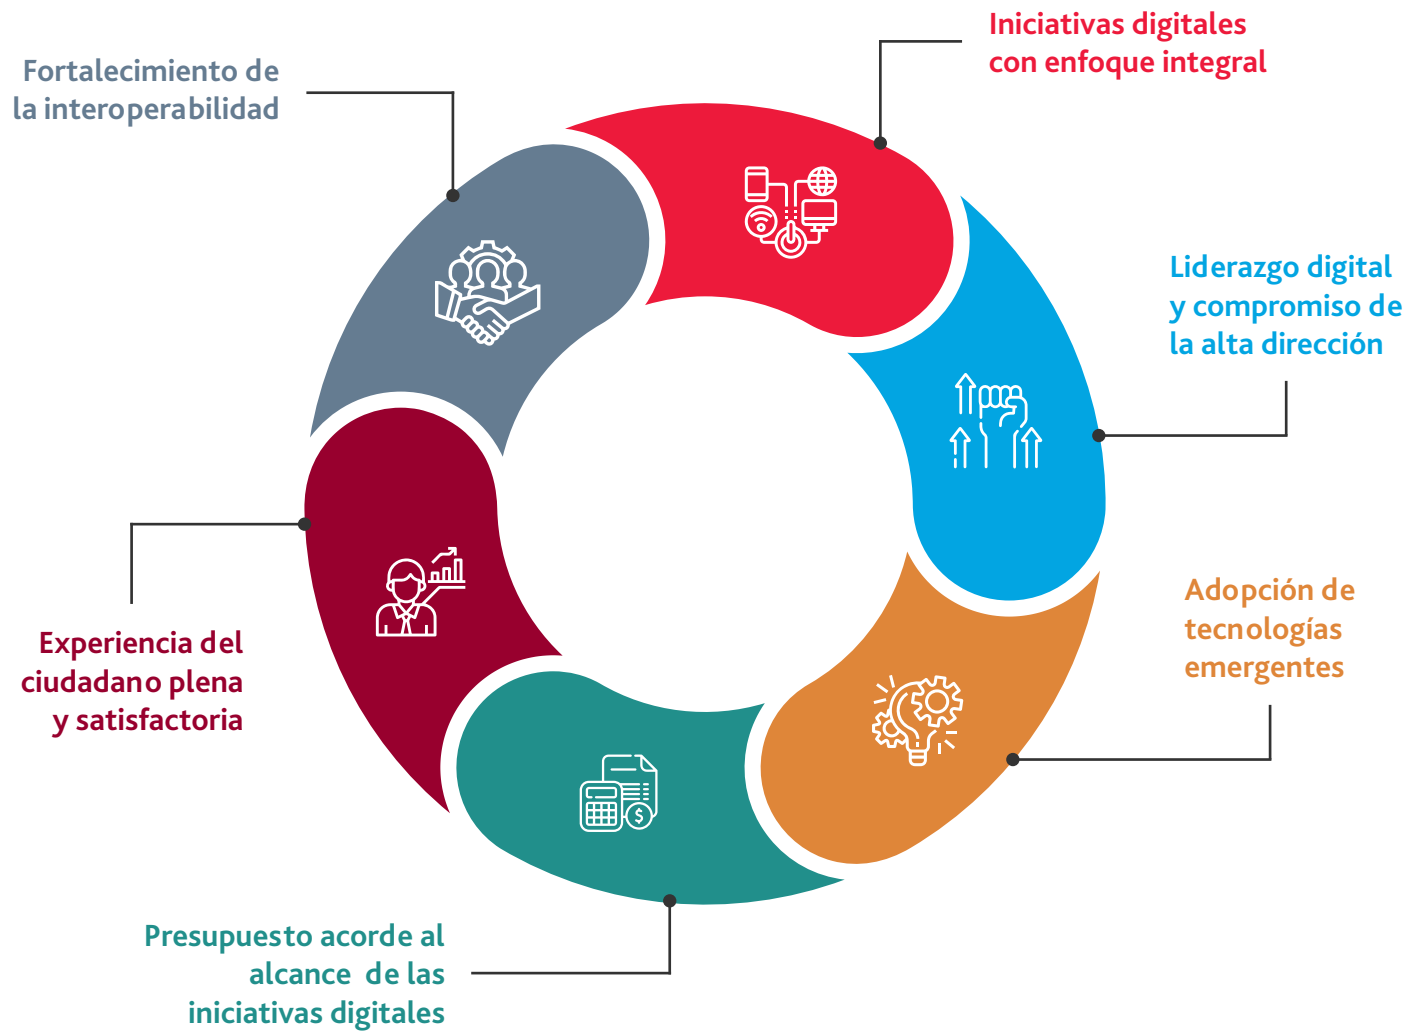 Iniciativas digitales
con enfoque integral
Liderazgo digital
y compromiso de
la alta dirección
Adopción de
tecnologías
emergentes
Presupuesto acorde al
alcance de las
iniciativas digitales
Experiencia del
ciudadano plena
y satisfactoria
Fortalecimiento de
la interoperabilidad
$